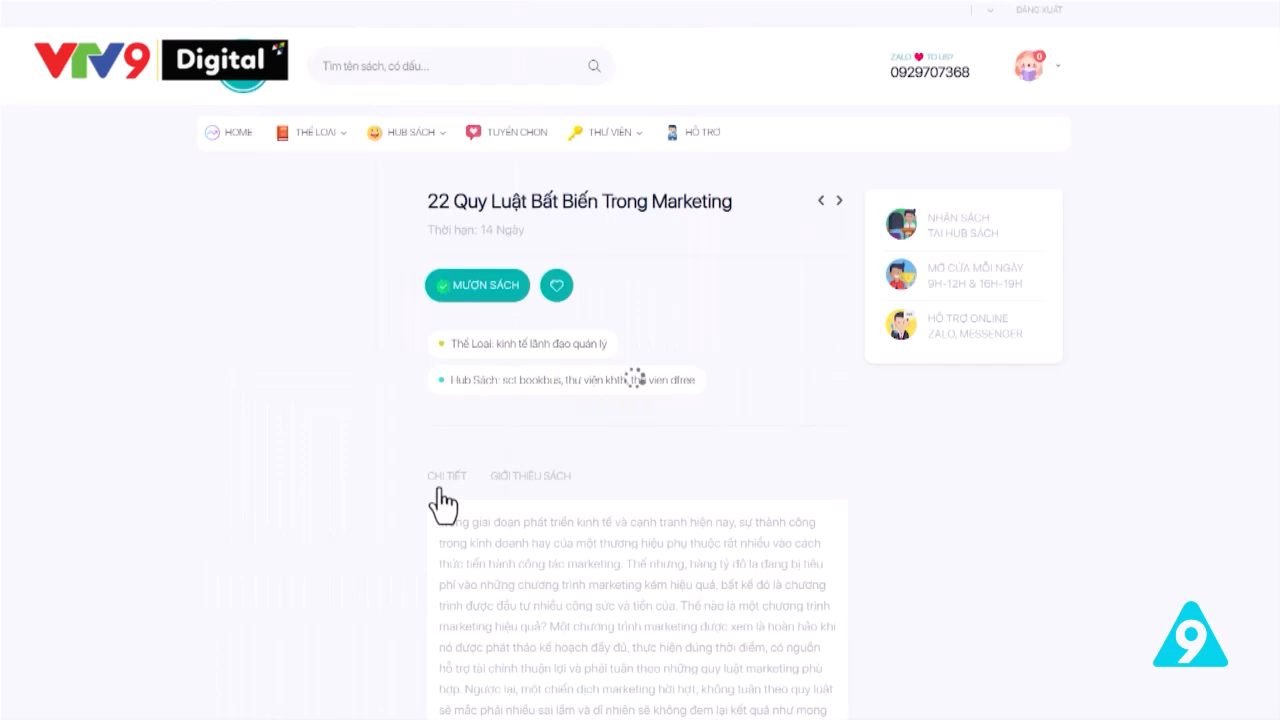 ĐĂNG XUẤT
VTV9 Digital
Tìm tên sách, có dấu...
ZALO TO US?
0929707368
0
HOME THỂ LOẠI HUB SÁCH TUYỂN CHỌN THƯ VIỆN HỖ TRỢ
22 Quy Luật Bất Biến Trong Marketing
Thời hạn: 14 Ngày
MƯỢN SÁCH
Thể Loại: kinh tế lãnh đạo quản lý
Hub Sách: sct bookbus, thư viện khth, thư viện dfree
NHẬN SÁCH
TẠI HUB SÁCH
MỞ CỬA MỖI NGÀY
9H-12H & 16H-19H
HỖ TRỢ ONLINE
ZALO, MESSENGER
CHI TIẾT GIỚI THIỆU SÁCH
giai đoạn phát triển kinh tế và cạnh tranh hiện nay, sự thành công
trong kinh doanh hay của một thương hiệu phụ thuộc rất nhiều vào cách
thức tiến hành công tác marketing. Thế nhưng, hàng tỷ đô la đang bị tiêu
phí vào những chương trình marketing kém hiệu quả, bất kể đó là chương
trình được đầu tư nhiều công sức và tiền của. Thế nào là một chương trình
marketing hiệu quả? Một chương trình marketing được xem là hoàn hảo khi
nó được phát thảo kế hoạch đầy đủ, thực hiện đúng thời điểm, có nguồn
hỗ trợ tài chính thuận lợi và phải tuân theo những quy luật marketing phù
hợp. Ngược lại, một chiến dịch marketing hời hợt, không tuân theo quy luật
sẽ mắc phải nhiều sai lầm và dĩ nhiên sẽ không đem lại kết quả như mong
9